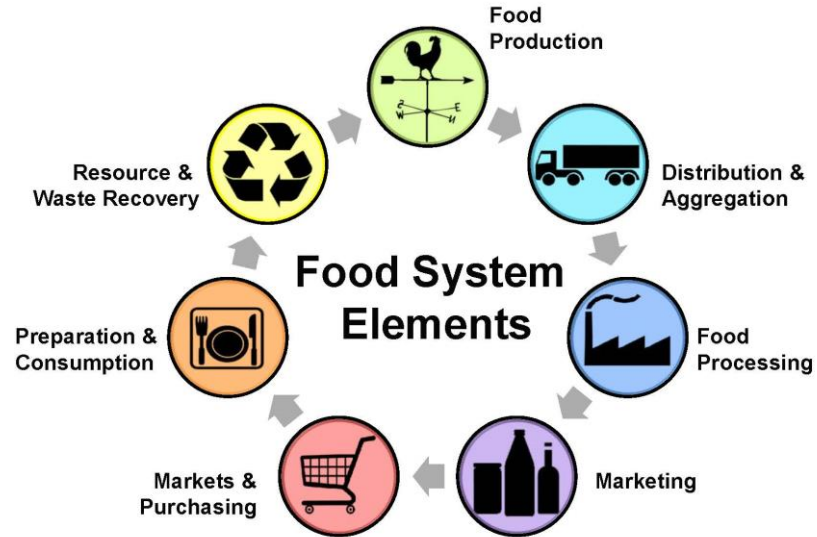 Food
Production
Distribution &
Aggregation
Food
Processing
Marketing
Markets &
Purchasing
Preparation &
Consumption
Resource &
Waste Recovery
Food System
Elements
S
E
W
N